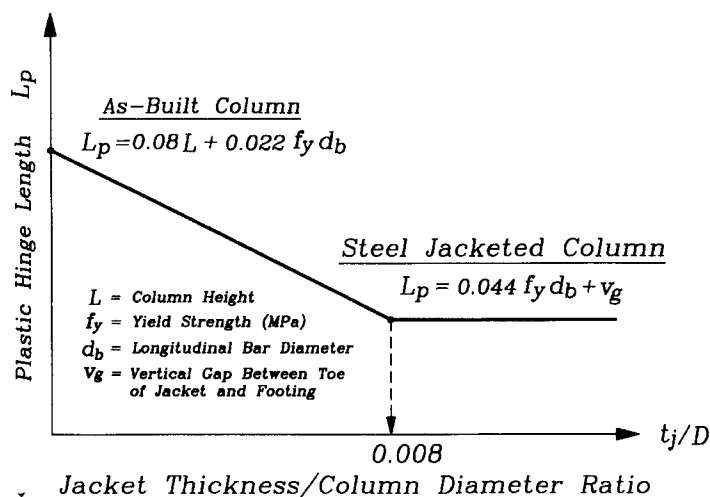 Plastic Hinge Length Lp
As-Built Column
Lp = 0.08 L + 0.022 fy db
Steel Jacketed Column
Lp = 0.044 fy db + vg
L = Column Height
fy = Yield Strength (MPa)
db = Longitudinal Bar Diameter
vg = Vertical Gap Between Toe
of Jacket and Footing
0.008
tj/D
Jacket Thickness/Column Diameter Ratio